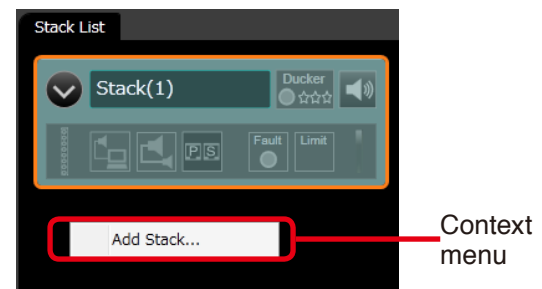 Stack List
Stack(1)
Ducker
☆☆☆
P S
Fault
Limit
Add Stack...
Context
menu